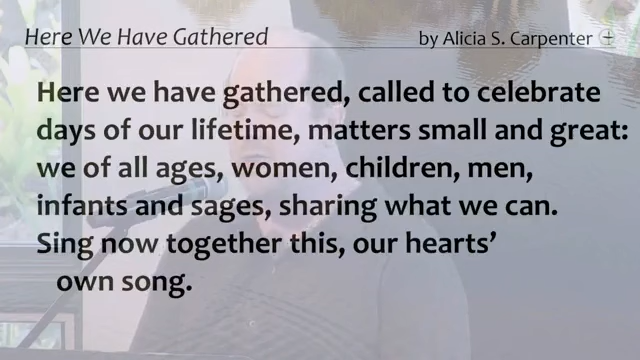 Here We Have Gathered
by Alicia S. Carpenter
Here we have gathered, called to celebrate
days of our lifetime, matters small and great:
we of all ages, women, children, men,
infants and sages, sharing what we can.
Sing now together this, our hearts’
own song.